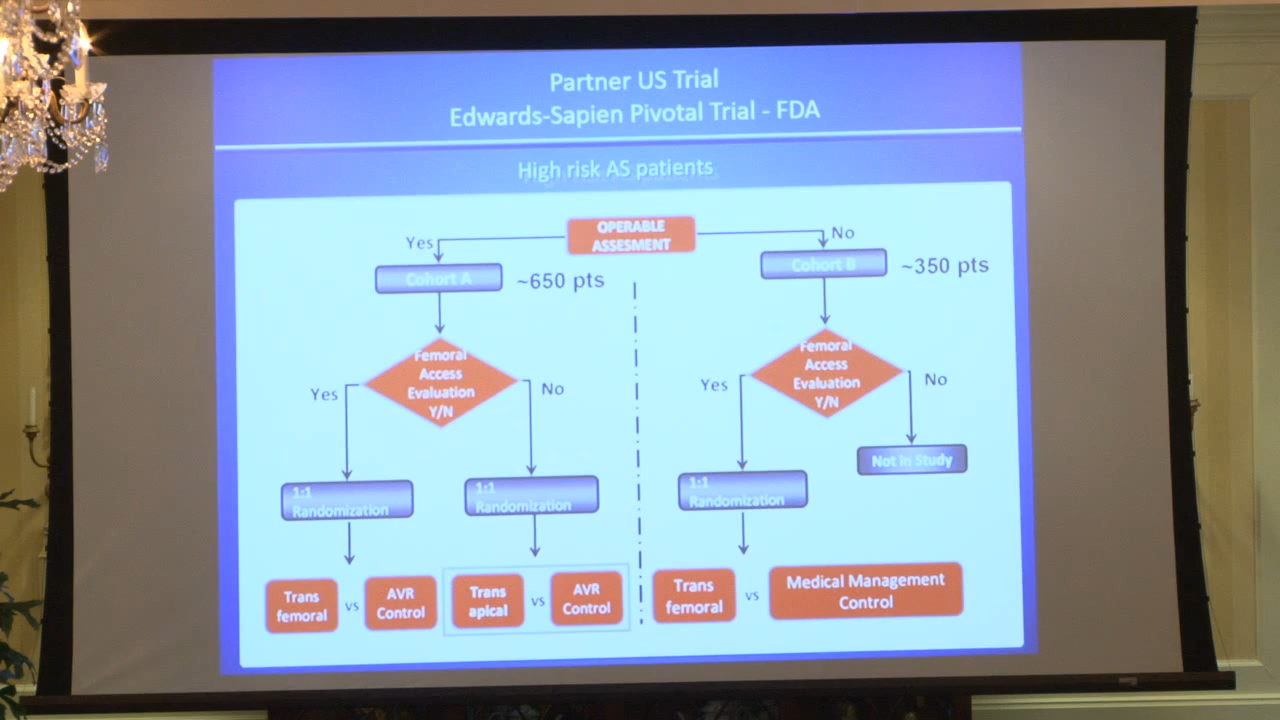 Partner US Trial
Edwards-Sapien Pivotal Trial - FDA
High risk AS patients
OPERABLE
ASSESMENT
Yes
No
Cohort A
~650 pts
Cohort B
~350 pts
Femoral
Access
Evaluation
Y/N
Yes
No
Femoral
Access
Evaluation
Y/N
Yes
No
Not In Study
1:1
Randomization
1:1
Randomization
1:1
Randomization
Trans
femoral
vs
AVR
Control
Trans
apical
vs
AVR
Control
Trans
femoral
vs
Medical Management
Control